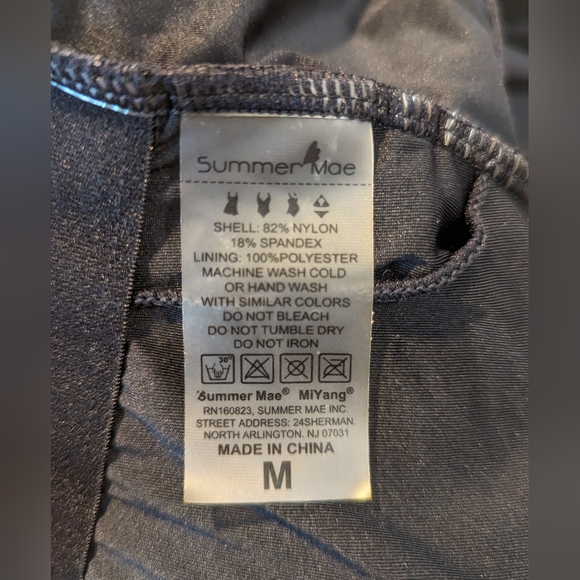 Summer Mae
SHELL: 82% NYLON
18% SPANDEX
LINING: 100%POLYESTER
MACHINE WASH COLD
OR HAND WASH
WITH SIMILAR COLORS
DO NOT BLEACH
DO NOT TUMBLE DRY
DO NOT IRON
30°
Summer Mae® MiYang®
RN160823, SUMMER MAE INC.
STREET ADDRESS: 24SHERMAN.
NORTH ARLINGTON. NJ 07031
MADE IN CHINA
M